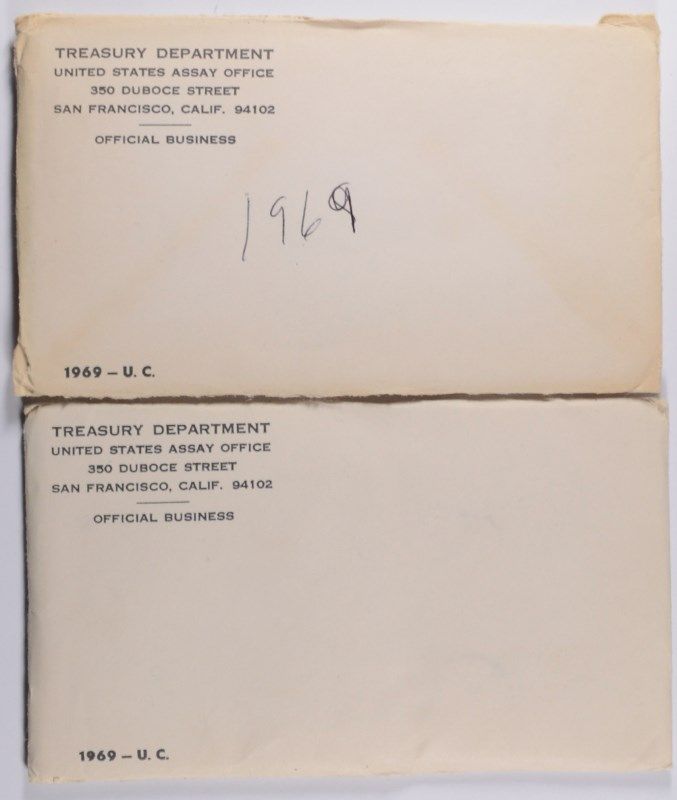 TREASURY DEPARTMENT
UNITED STATES ASSAY OFFICE
350 DUBOCE STREET
SAN FRANCISCO, CALIF. 94102
OFFICIAL BUSINESS
1969
1969 – U. C.
TREASURY DEPARTMENT
UNITED STATES ASSAY OFFICE
350 DUBOCE STREET
SAN FRANCISCO, CALIF. 94102
OFFICIAL BUSINESS
1969 – U. C.